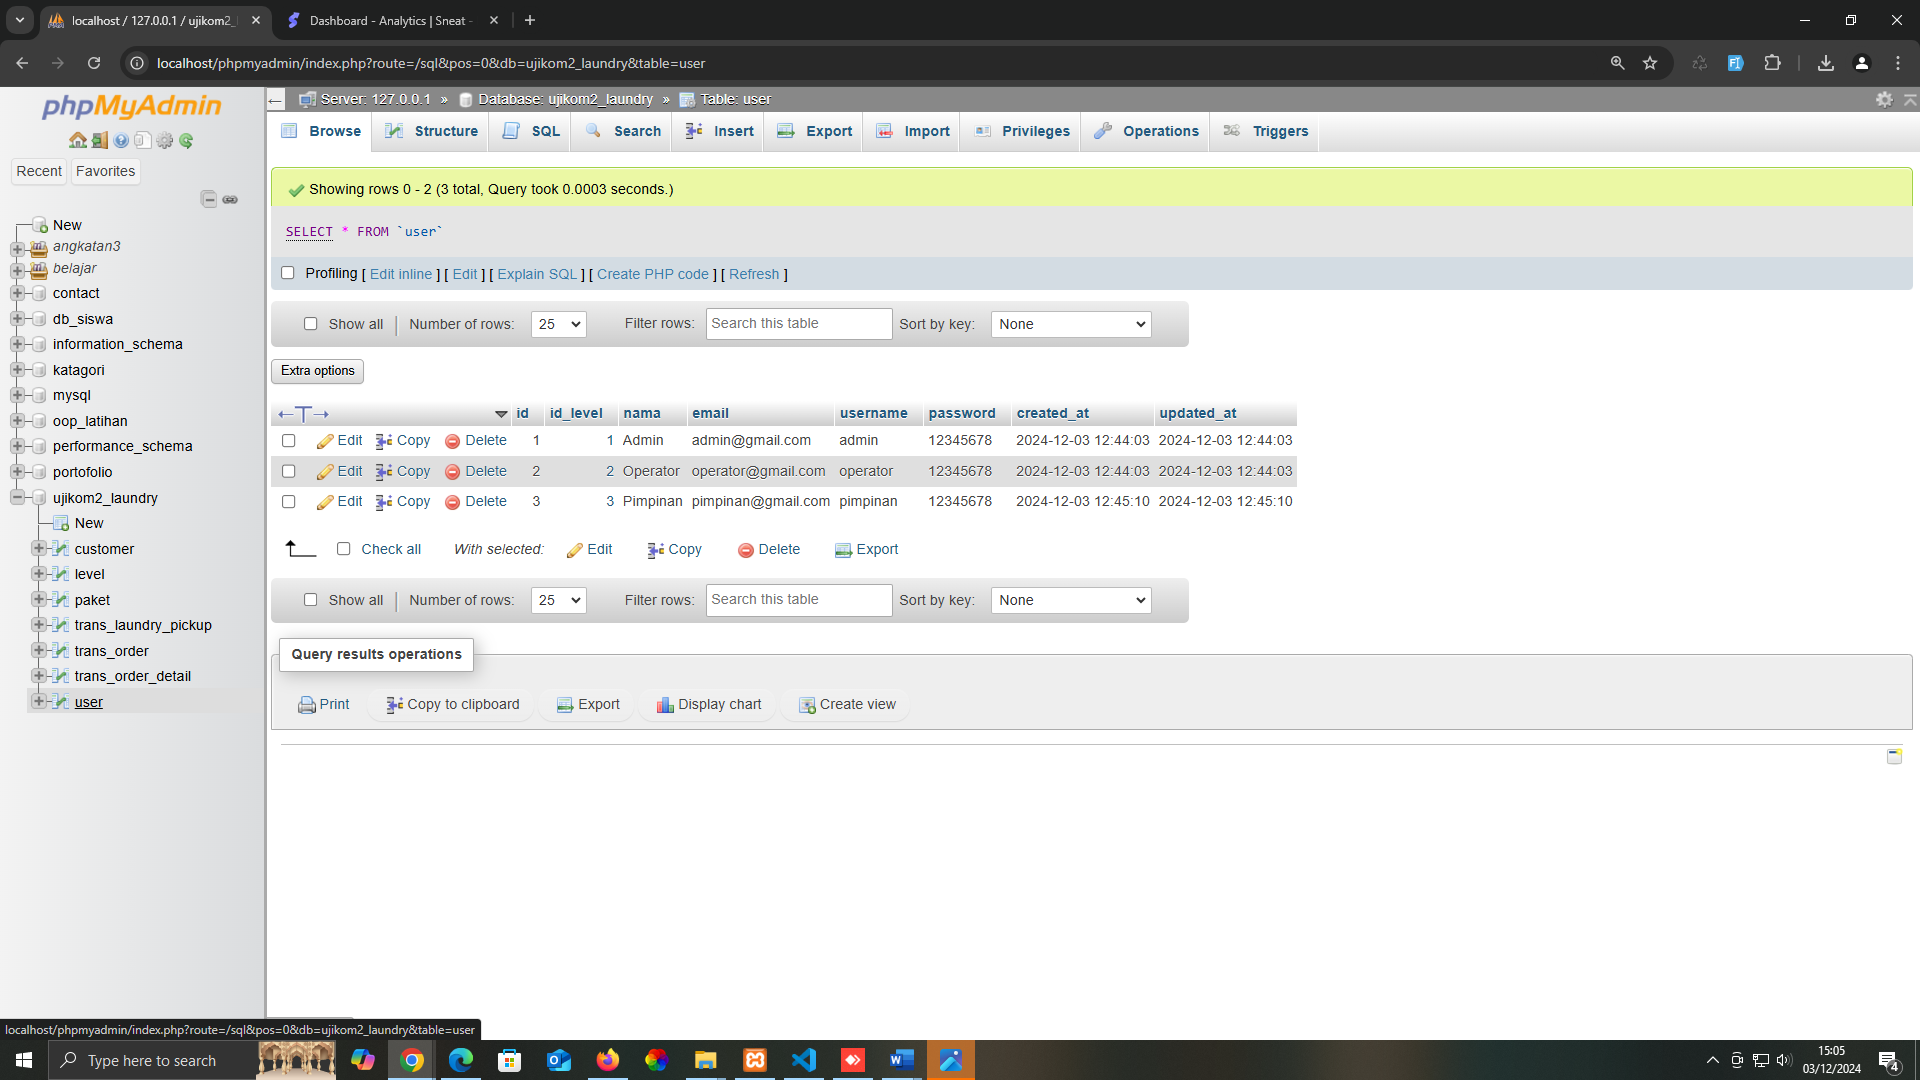 localhost / 127.0.0.1 / ujikom2_
Dashboard - Analytics | Sneat -
localhost/phpmyadmin/index.php?route=/sql&pos=0&db=ujikom2_laundry&table=user
phpMyAdmin
Recent
Favorites
New
angkatan3
belajar
contact
db_siswa
information_schema
katagori
mysql
oop_latihan
performance_schema
portofolio
ujikom2_laundry
New
customer
level
paket
trans_laundry_pickup
trans_order
trans_order_detail
user
Server: 127.0.0.1 » Database: ujikom2_laundry » Table: user
Browse Structure SQL Search Insert Export Import Privileges Operations Triggers
Showing rows 0 - 2 (3 total, Query took 0.0003 seconds.)
SELECT * FROM `user`
Profiling [ Edit inline ] [ Edit ] [ Explain SQL ] [ Create PHP code ] [ Refresh ]
Show all | Number of rows: 25 Filter rows: Search this table Sort by key: None
Extra options
id id_level nama email username password created_at updated_at
Edit Copy Delete 1 1 Admin admin@gmail.com admin 12345678 2024-12-03 12:44:03 2024-12-03 12:44:03
Edit Copy Delete 2 2 Operator operator@gmail.com operator 12345678 2024-12-03 12:44:03 2024-12-03 12:44:03
Edit Copy Delete 3 3 Pimpinan pimpinan@gmail.com pimpinan 12345678 2024-12-03 12:45:10 2024-12-03 12:45:10
Check all With selected: Edit Copy Delete Export
Show all | Number of rows: 25 Filter rows: Search this table Sort by key: None
Query results operations
Print Copy to clipboard Export Display chart Create view
localhost/phpmyadmin/index.php?route=/sql&pos=0&db=ujikom2_laundry&table=user
Type here to search
15:05
03/12/2024
4